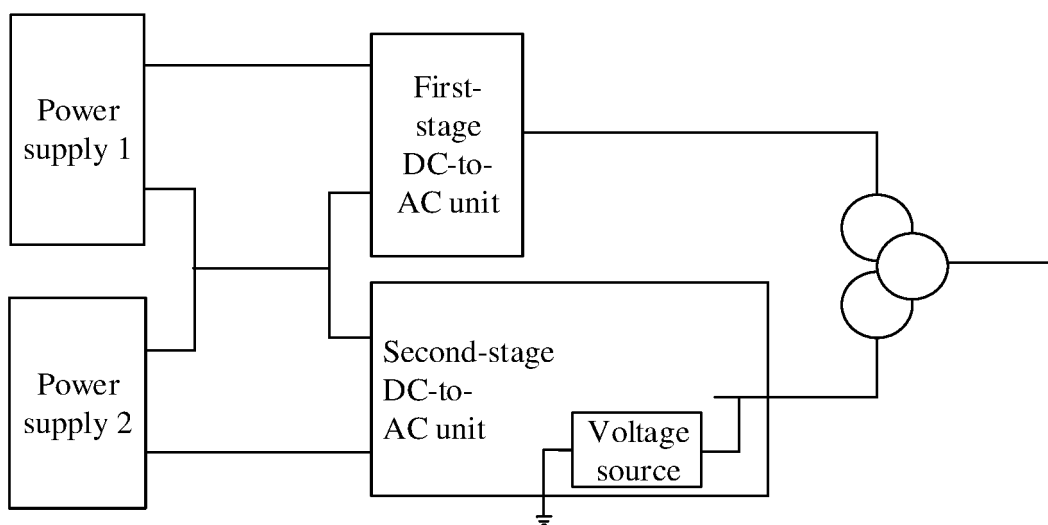 Power
supply 1
First-
stage
DC-to-
AC unit
Power
supply 2
Second-stage
DC-to-
AC unit
Voltage
source